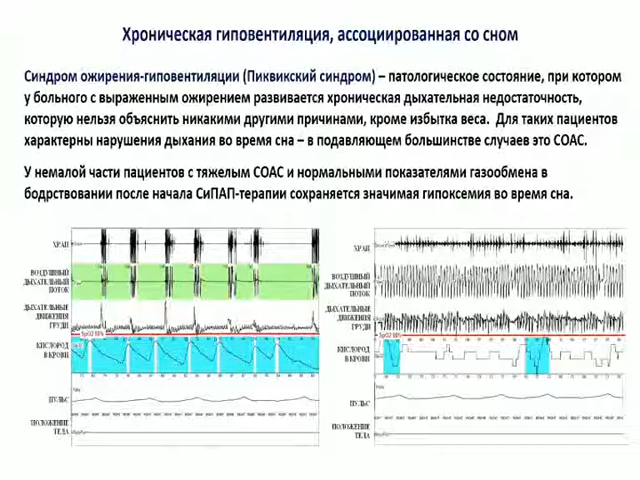 Хроническая гиповентиляция, ассоциированная со сном
Синдром ожирения-гиповентиляции (Пиквикский синдром) – патологическое состояние, при котором
у больного с выраженным ожирением развивается хроническая дыхательная недостаточность,
которую нельзя объяснить никакими другими причинами, кроме избытка веса. Для таких пациентов
характерны нарушения дыхания во время сна – в подавляющем большинстве случаев это СОАС.
У немалой части пациентов с тяжелым СОАС и нормальными показателями газообмена в
бодрствовании после начала СиПАП-терапии сохраняется значимая гипоксемия во время сна.
ХРАП
ВОЗДУШНЫЙ
ДЫХАТЕЛЬНЫЙ
ПОТОК
ДЫХАТЕЛЬНЫЕ
ДВИЖЕНИЯ
ГРУДИ
SpO2 90%
КИСЛОРОД
В КРОВИ
ПУЛЬС
ПОЛОЖЕНИЕ
ТЕЛА
ХРАП
ВОЗДУШНЫЙ
ДЫХАТЕЛЬНЫЙ
ПОТОК
ДЫХАТЕЛЬНЫЕ
ДВИЖЕНИЯ
ГРУДИ
SpO2 90%
КИСЛОРОД
В КРОВИ
ПУЛЬС
ПОЛОЖЕНИЕ
ТЕЛА